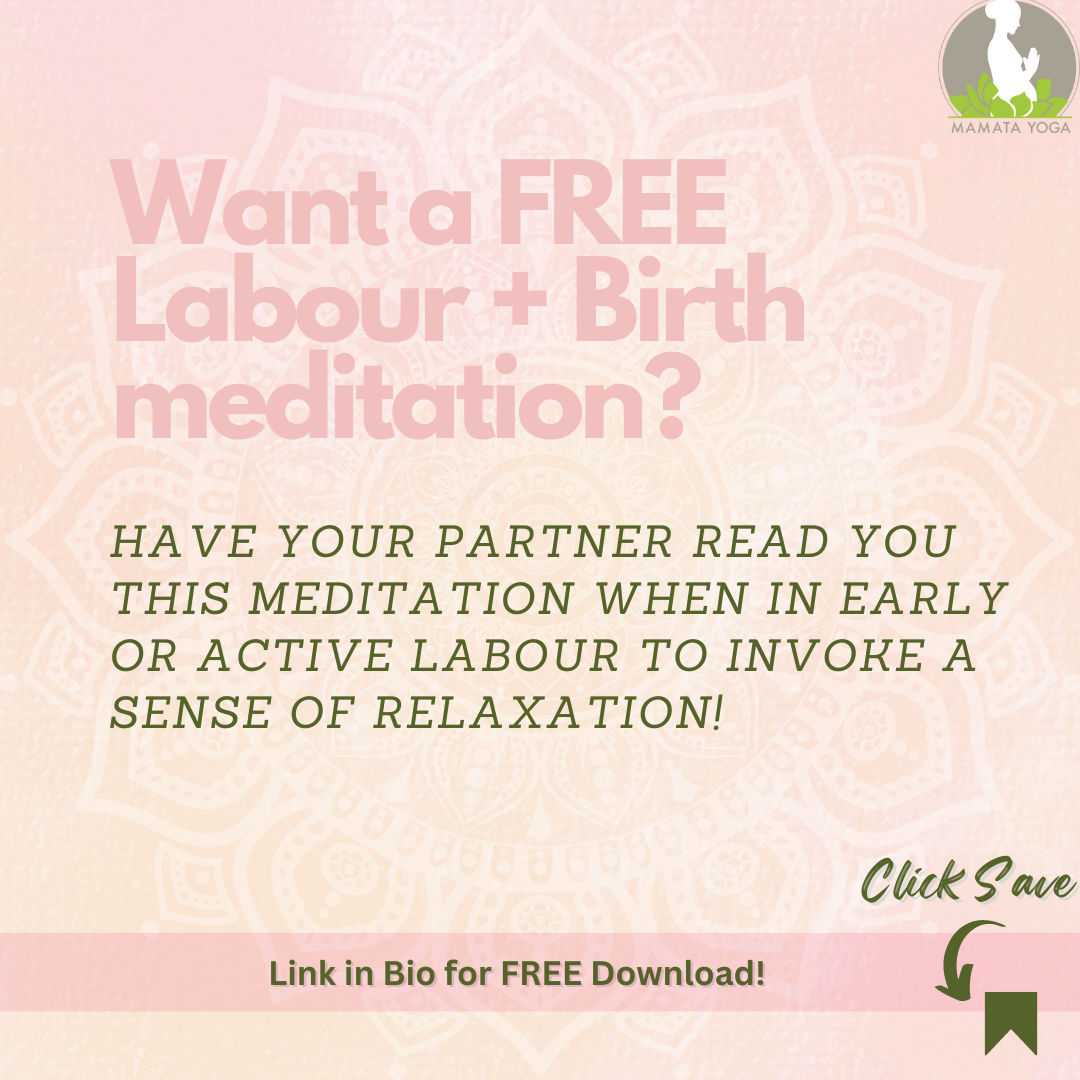 MAMATA YOGA
Want a FREE
Labour + Birth
meditation?
HAVE YOUR PARTNER READ YOU
THIS MEDITATION WHEN IN EARLY
OR ACTIVE LABOUR TO INVOKE A
SENSE OF RELAXATION!
Click Save
Link in Bio for FREE Download!